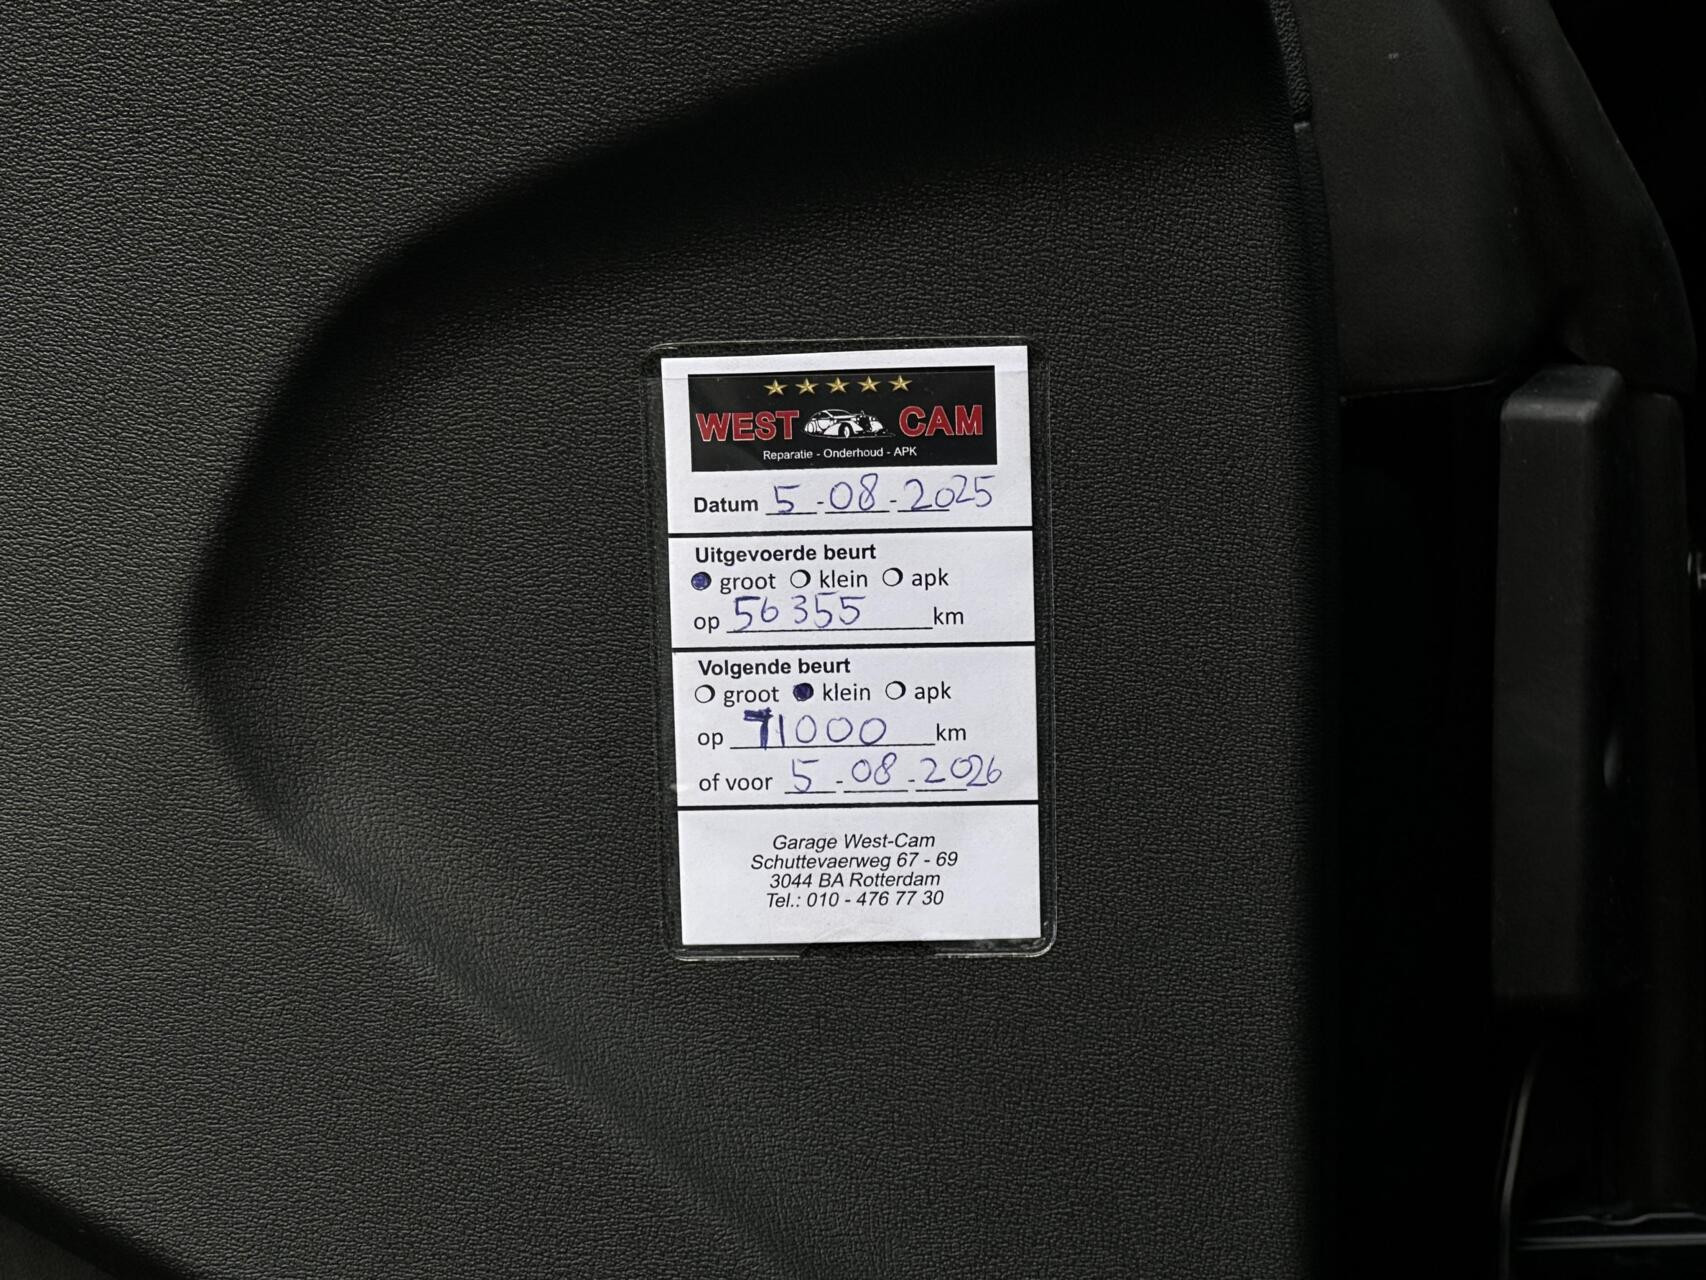 WEST CAM
Reparatie - Onderhoud - APK
Datum 5 - 08 - 2025
Uitgevoerde beurt
groot klein apk
op 56355 km
Volgende beurt
groot klein apk
op 71000 km
of voor 5 - 08 - 2026
Garage West-Cam
Schuttevaerweg 67 - 69
3044 BA Rotterdam
Tel.: 010 - 476 77 30